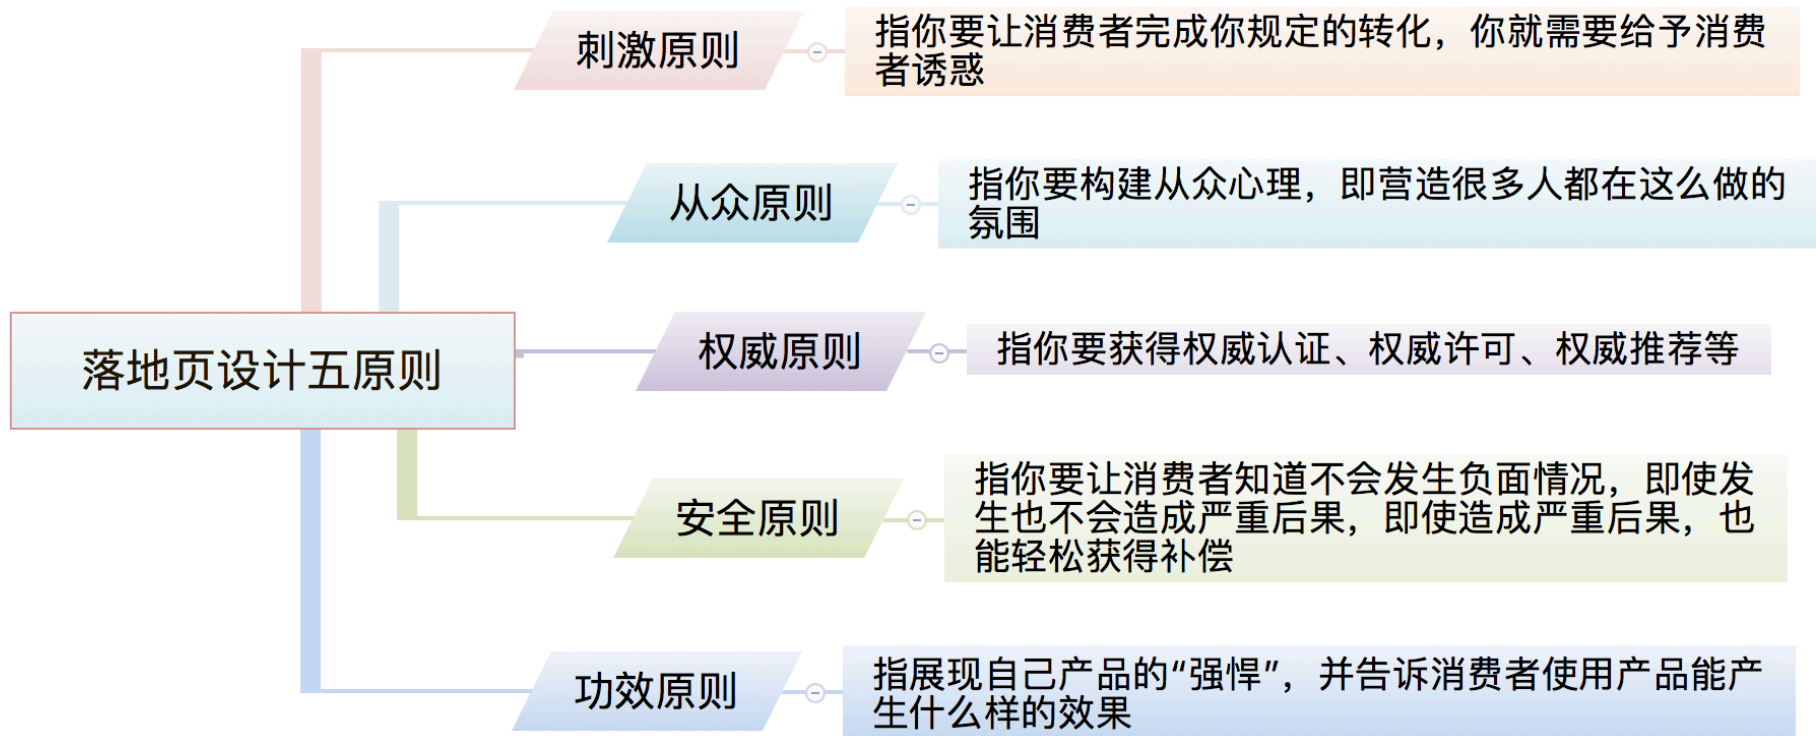 刺激原则
指你要让消费者完成你规定的转化，你就需要给予消费
者诱惑
从众原则
指你要构建从众心理，即营造很多人都在这么做的
氛围
落地页设计五原则
权威原则
指你要获得权威认证、权威许可、权威推荐等
安全原则
指你要让消费者知道不会发生负面情况，即使发
生也不会造成严重后果，即使造成严重后果，也
能轻松获得补偿
功效原则
指展现自己产品的“强悍”，并告诉消费者使用产品能产
生什么样的效果